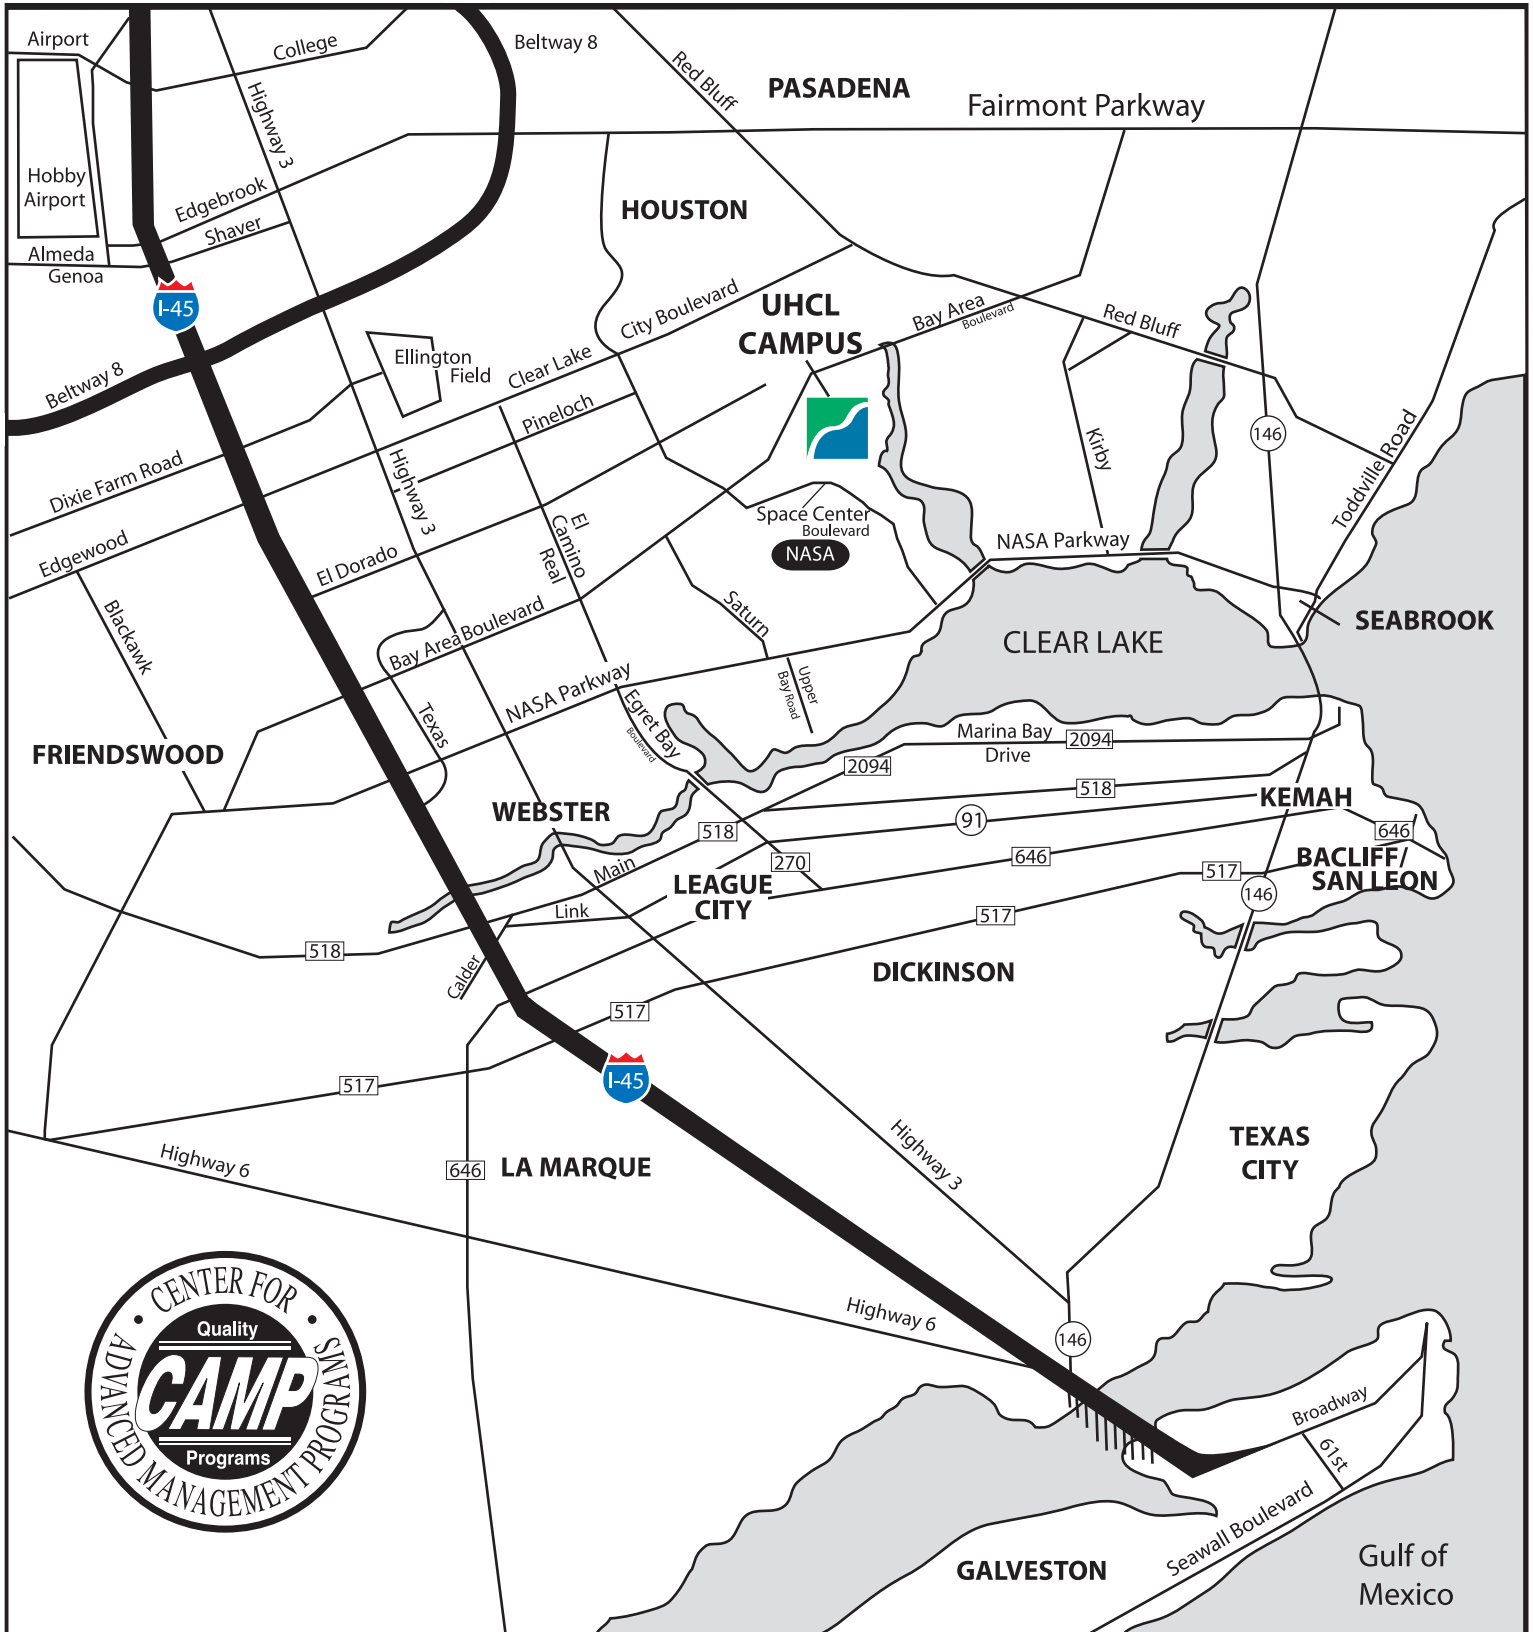 Airport
College
Beltway 8
Red Bluff
PASADENA
Fairmont Parkway
Highway 3
Hobby
Airport
Edgebrook
Shaver
HOUSTON
Almeda
Genoa
I-45
City Boulevard
UHCL
CAMPUS
Bay Area
Boulevard
Red Bluff
Ellington
Field
Clear Lake
Beltway 8
Pineloch
146
Kirby
Toddville Road
Dixie Farm Road
Highway 3
Space Center
Boulevard
NASA
NASA Parkway
El
Camino
Real
Edgewood
El Dorado
Blackawk
Bay Area Boulevard
Saturn
SEABROOK
CLEAR LAKE
Upper
Bay Road
NASA Parkway
Egret Bay
Boulevard
Texas
FRIENDSWOOD
Marina Bay
Drive
2094
2094
518
KEMAH
WEBSTER
518
91
646
270
646
BACLIFF/
SAN LEON
517
146
Main
LEAGUE
CITY
Link
517
518
Calder
DICKINSON
517
I-45
517
Highway 3
TEXAS
CITY
Highway 6
646
LA MARQUE
CENTER FOR
ADVANCED MANAGEMENT PROGRAMS
Quality
CAMP
Programs
Highway 6
146
Broadway
61st
Seawall Boulevard
GALVESTON
Gulf of
Mexico